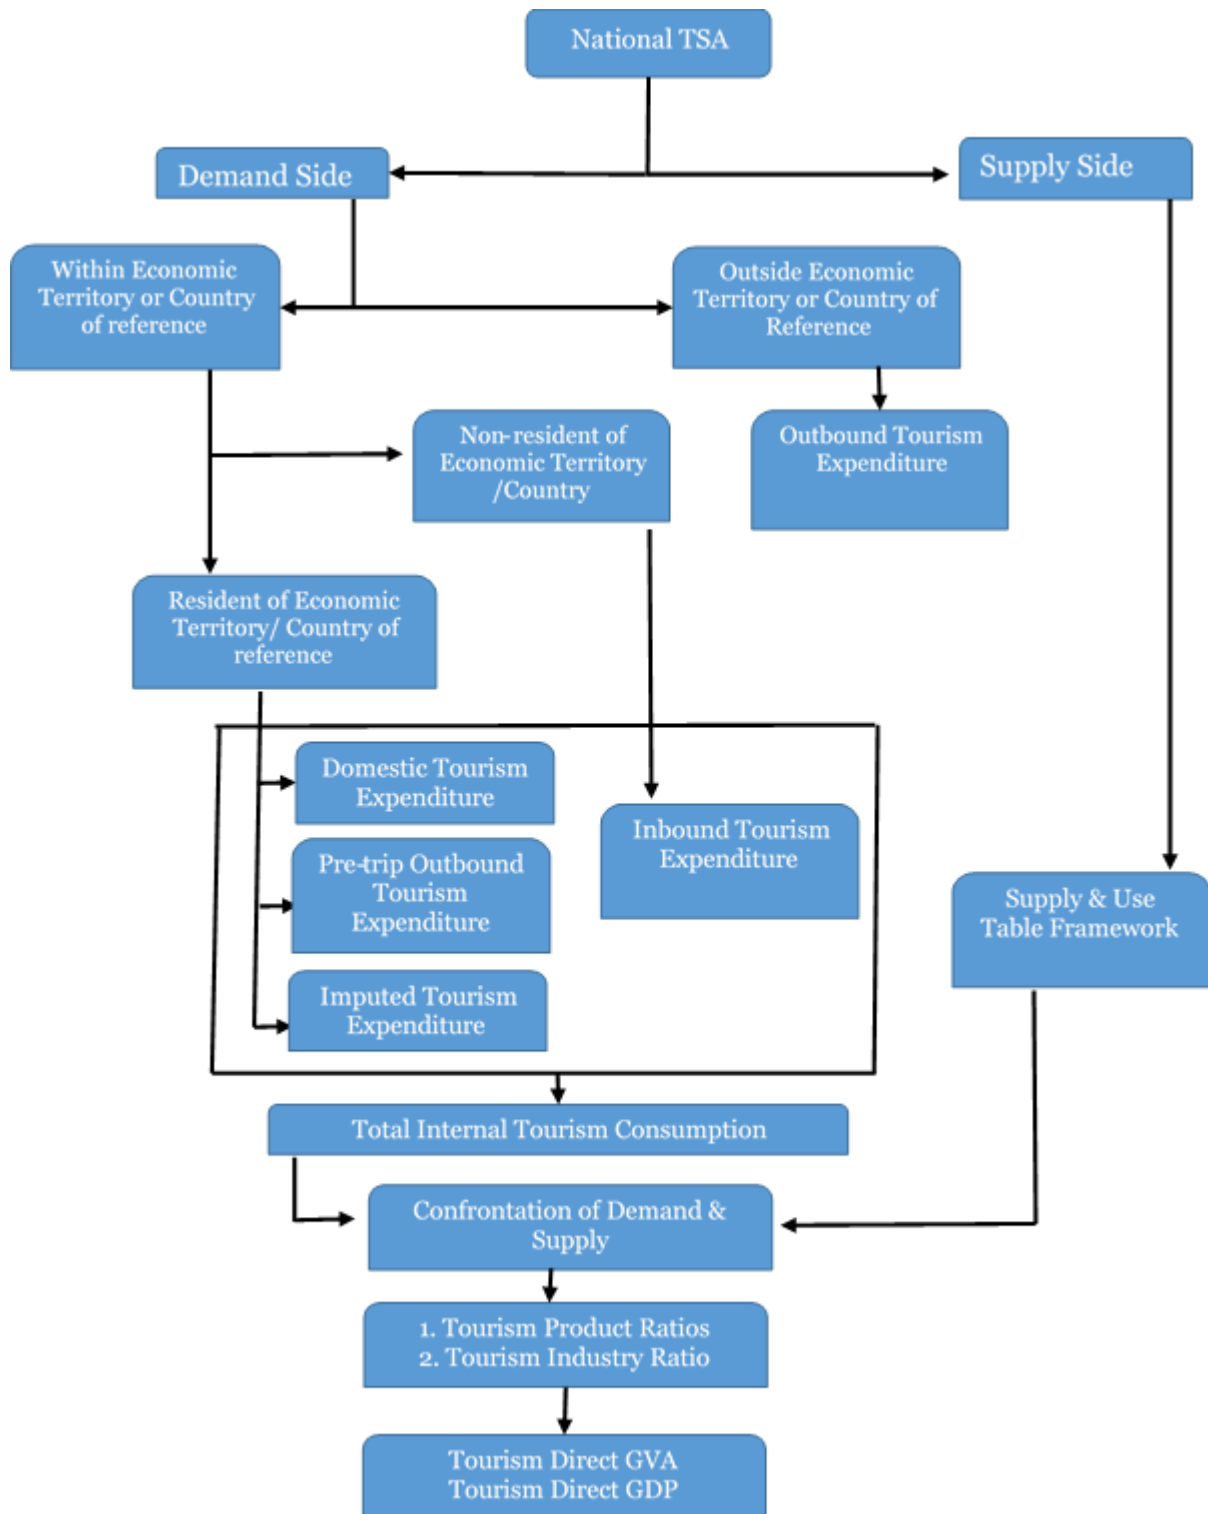 National TSA
Demand Side
Supply Side
Within Economic
Territory or Country
of reference
Outside Economic
Territory or Country of
Reference
Non-resident of
Economic Territory
/Country
Outbound Tourism
Expenditure
Resident of Economic
Territory/ Country of
reference
Domestic Tourism
Expenditure
Pre-trip Outbound
Tourism
Expenditure
Imputed Tourism
Expenditure
Inbound Tourism
Expenditure
Supply & Use
Table Framework
Total Internal Tourism Consumption
Confrontation of Demand &
Supply
1. Tourism Product Ratios
2. Tourism Industry Ratio
Tourism Direct GVA
Tourism Direct GDP